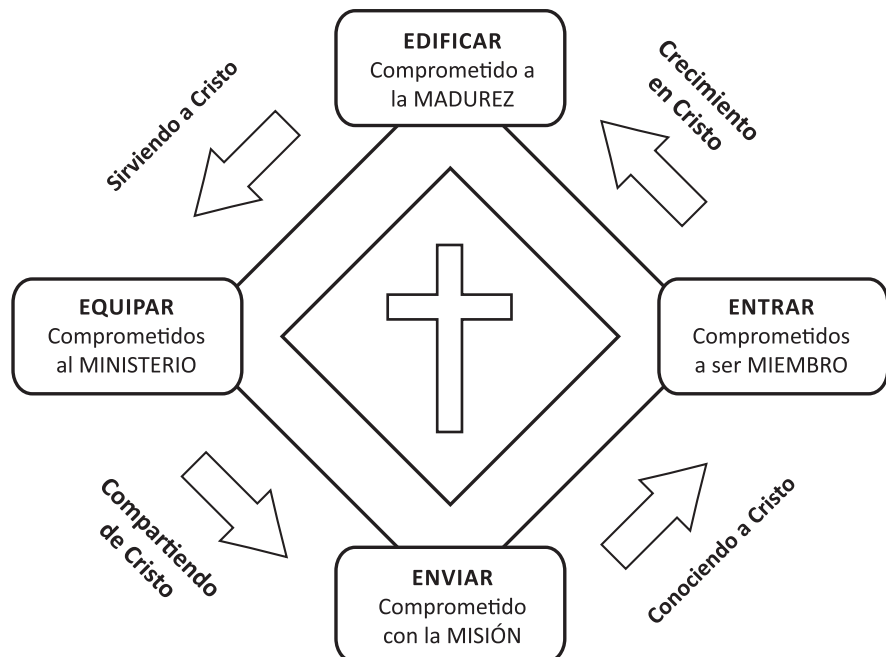 EDIFICAR
Comprometido a
la MADUREZ
Sirviendo a Cristo
Crecimiento
en Cristo
EQUIPAR
Comprometidos
al MINISTERIO
ENTRAR
Comprometidos
a ser MIEMBRO
Compartiendo
de Cristo
ENVIAR
Comprometido
con la MISIÓN
Conociendo a Cristo